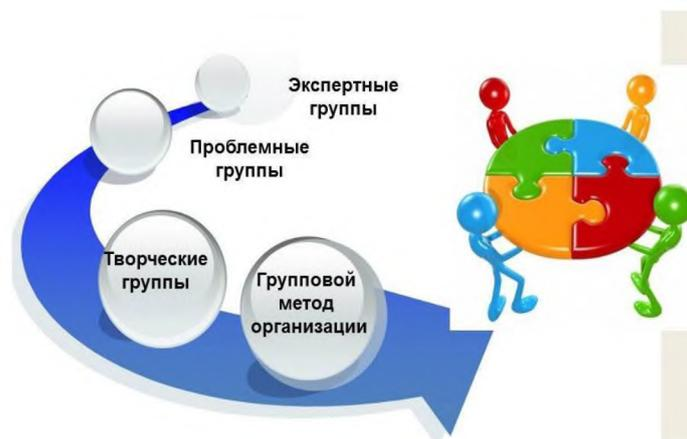 Экспертные
группы
Проблемные
группы
Творческие
группы
Групповой
метод
организации